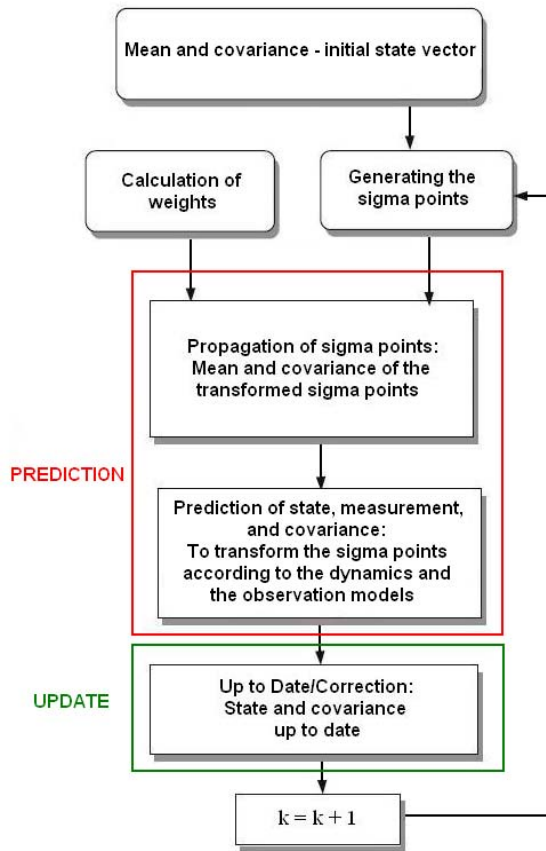 Mean and covariance - initial state vector
Calculation of
weights
Generating the
sigma points
Propagation of sigma points:
Mean and covariance of the
transformed sigma points
PREDICTION
Prediction of state, measurement,
and covariance:
To transform the sigma points
according to the dynamics and
the observation models
UPDATE
Up to Date/Correction:
State and covariance
up to date
k = k + 1